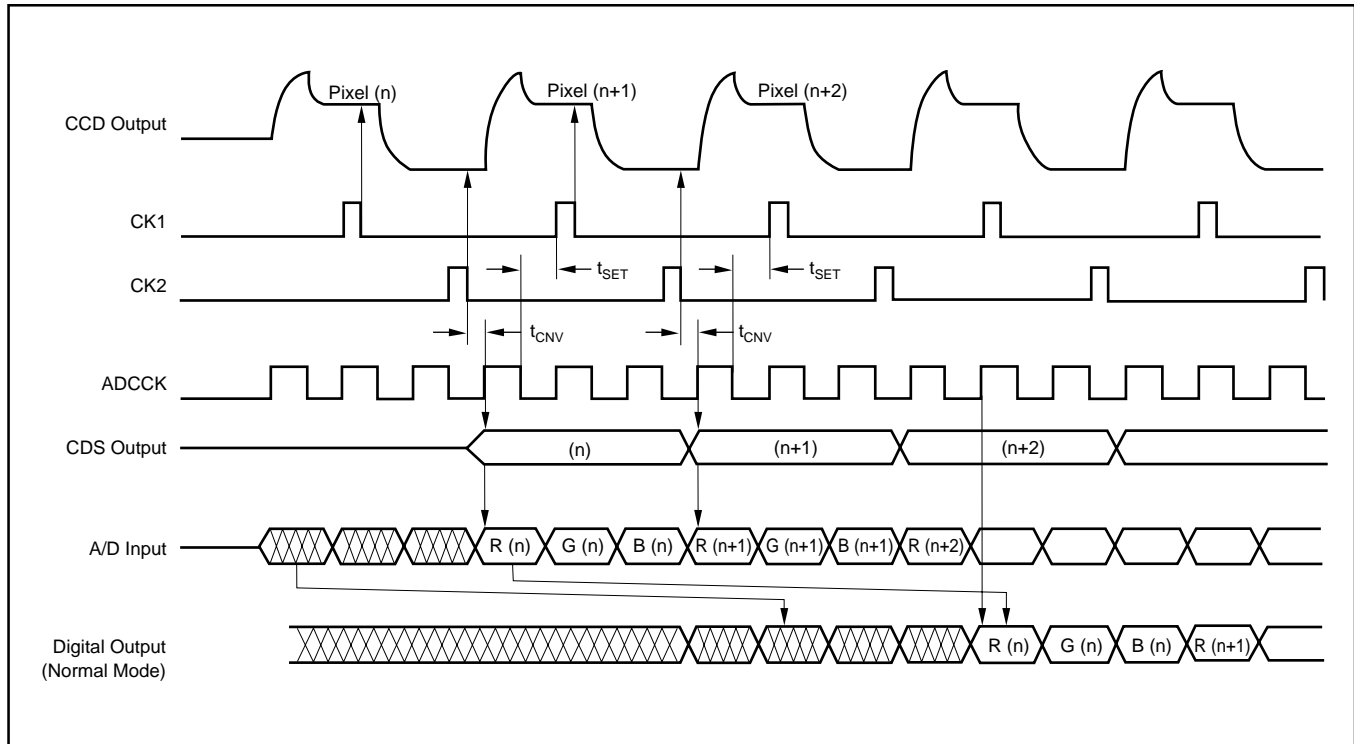 Pixel (n) Pixel (n+1) Pixel (n+2)
CCD Output
CK1
t_SET t_SET
CK2
t_CNV t_CNV
ADCCK
CDS Output (n) (n+1) (n+2)
A/D Input R (n) G (n) B (n) R (n+1) G (n+1) B (n+1) R (n+2)
Digital Output R (n) G (n) B (n) R (n+1)
(Normal Mode)